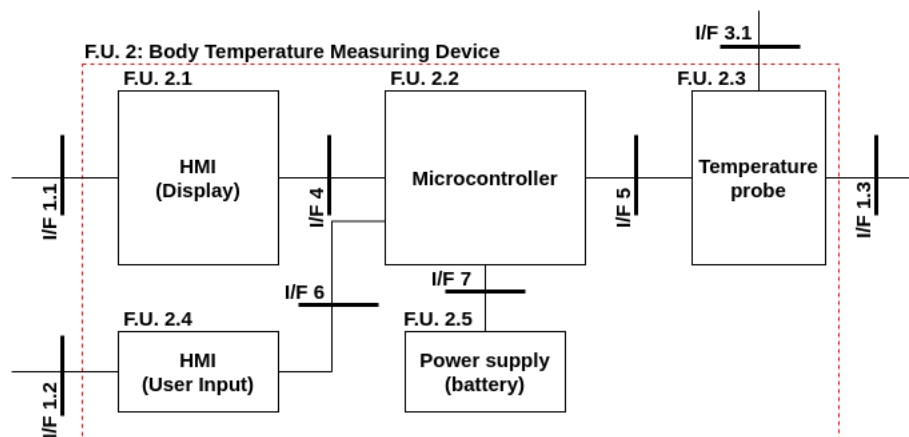 I/F 3.1
F.U. 2: Body Temperature Measuring Device
F.U. 2.1
F.U. 2.2
F.U. 2.3
HMI
(Display)
Microcontroller
Temperature
probe
I/F 1.1
I/F 4
I/F 5
I/F 1.3
I/F 6
I/F 7
F.U. 2.4
F.U. 2.5
HMI
(User Input)
Power supply
(battery)
I/F 1.2